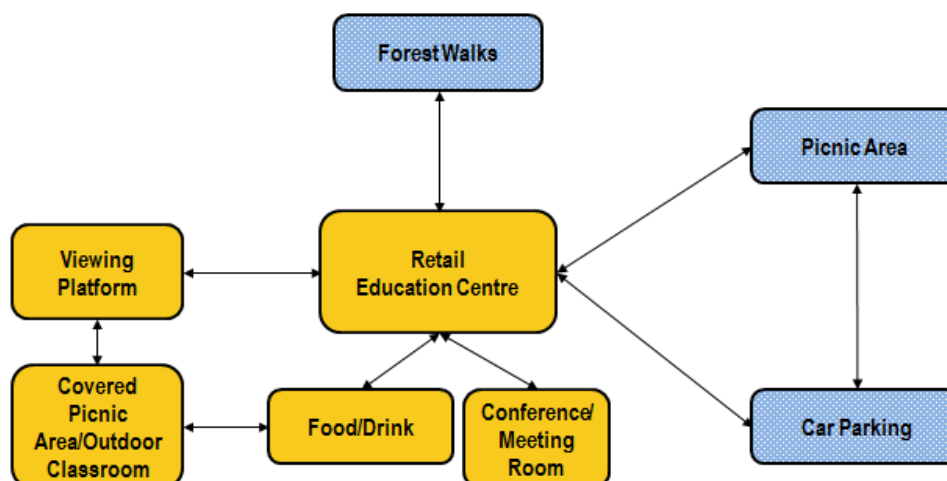 Forest Walks
Picnic Area
Retail
Education Centre
Viewing
Platform
Covered
Picnic
Area/Outdoor
Classroom
Food/Drink
Conference/
Meeting
Room
Car Parking